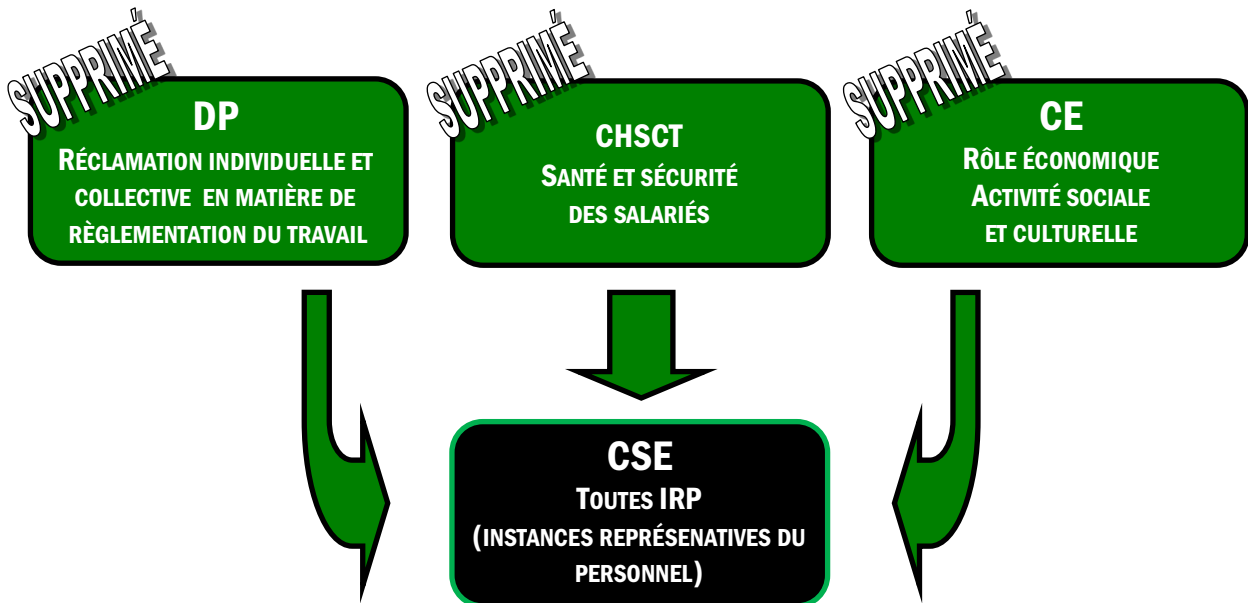 SUPPRIMÉ
DP
RÉCLAMATION INDIVIDUELLE ET
COLLECTIVE EN MATIÈRE DE
RÈGLEMENTATION DU TRAVAIL
SUPPRIMÉ
CHSCT
SANTÉ ET SÉCURITÉ
DES SALARIÉS
SUPPRIMÉ
CE
RÔLE ÉCONOMIQUE
ACTIVITÉ SOCIALE
ET CULTURELLE
CSE
TOUTES IRP
(INSTANCES REPRÉSENATIVES DU
PERSONNEL)